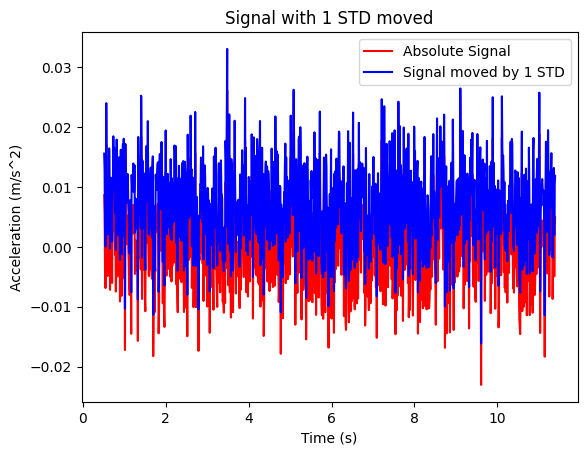 Signal with 1 STD moved
Absolute Signal
Signal moved by 1 STD
Acceleration (m/s^2)
0.03
0.02
0.01
0.00
−0.01
−0.02
0
2
4
6
8
10
Time (s)